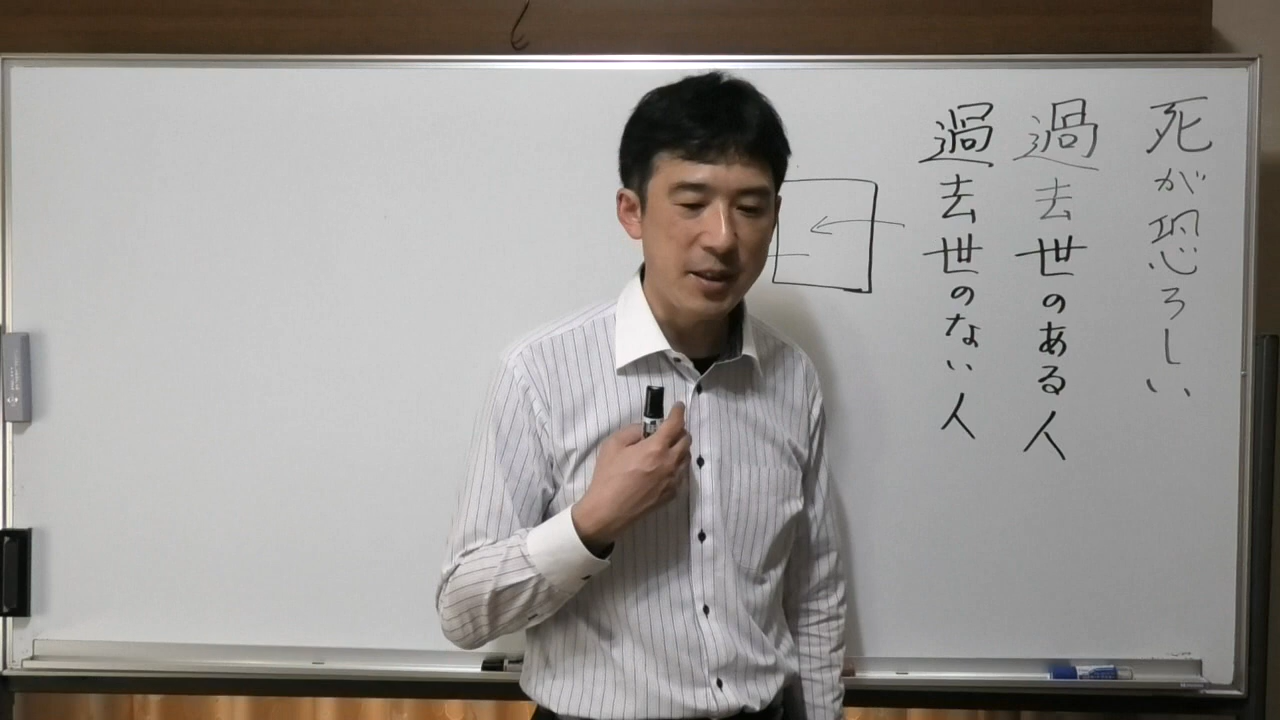 死が恐ろしい
過去世のある人
過去世のない人